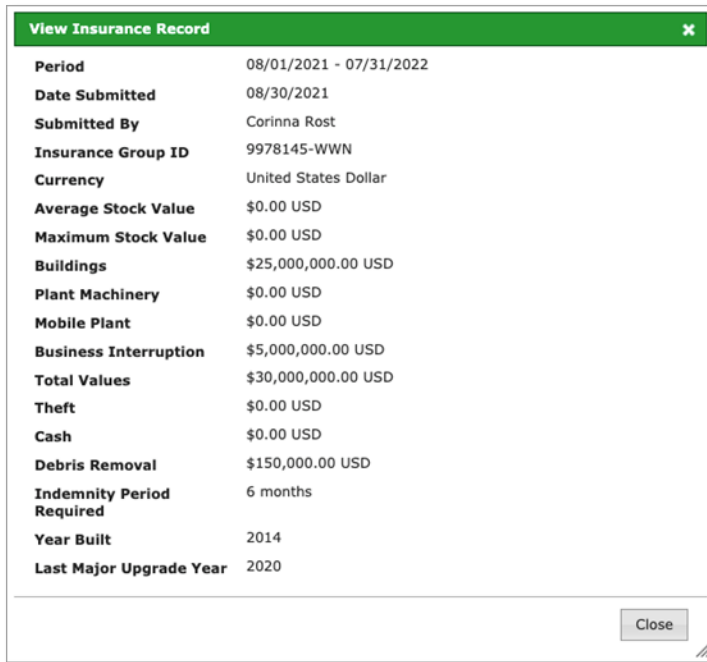 View Insurance Record
Period 08/01/2021 - 07/31/2022
Date Submitted 08/30/2021
Submitted By Corinna Rost
Insurance Group ID 9978145-WWN
Currency United States Dollar
Average Stock Value $0.00 USD
Maximum Stock Value $0.00 USD
Buildings $25,000,000.00 USD
Plant Machinery $0.00 USD
Mobile Plant $0.00 USD
Business Interruption $5,000,000.00 USD
Total Values $30,000,000.00 USD
Theft $0.00 USD
Cash $0.00 USD
Debris Removal $150,000.00 USD
Indemnity Period 6 months
Required
Year Built 2014
Last Major Upgrade Year 2020
Close